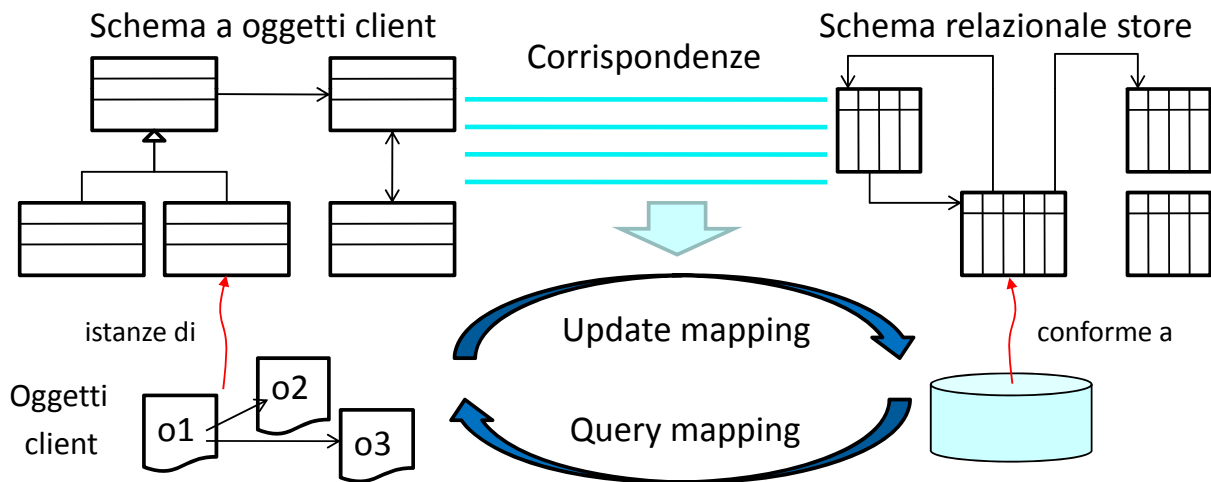 Schema a oggetti client
Schema relazionale store
Corrispondenze
istanze di
Update mapping
conforme a
Oggetti
client
o1
o2
o3
Query mapping